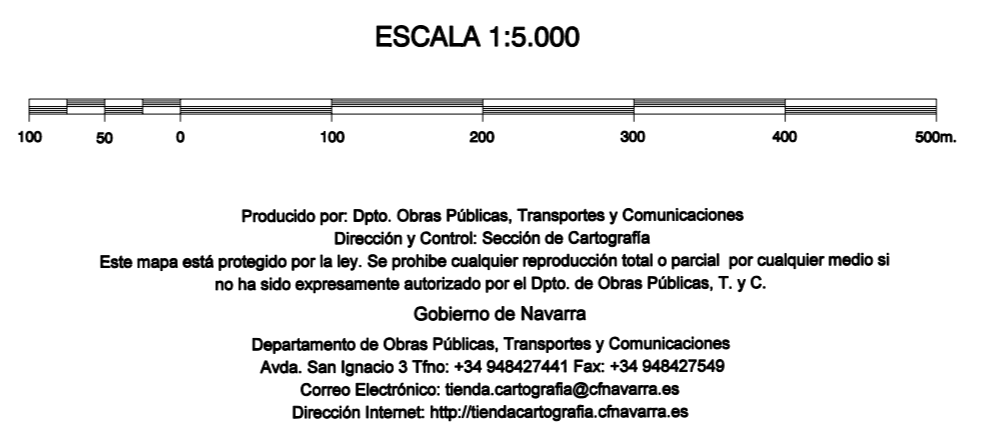 ESCALA 1:5.000
100 50 0 100 200 300 400 500m.
Producido por: Dpto. Obras Públicas, Transportes y Comunicaciones
Dirección y Control: Sección de Cartografía
Este mapa está protegido por la ley. Se prohibe cualquier reproducción total o parcial por cualquier medio si
no ha sido expresamente autorizado por el Dpto. de Obras Públicas, T. y C.
Gobierno de Navarra
Departamento de Obras Públicas, Transportes y Comunicaciones
Avda. San Ignacio 3 Tfno: +34 948427441 Fax: +34 948427549
Correo Electrónico: tienda.cartografia@cfnavarra.es
Dirección Internet: http://tiendacartografia.cfnavarra.es